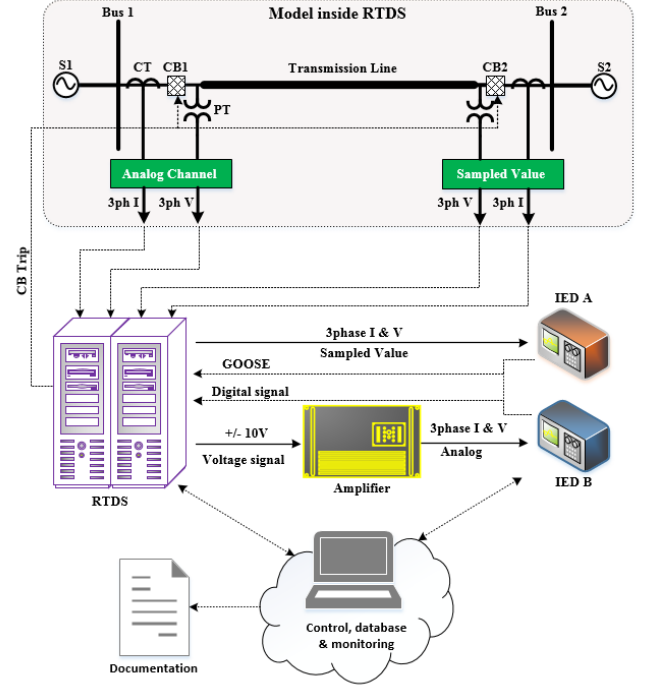 Bus 1
Model inside RTDS
Bus 2
S1
CT
CB1
Transmission Line
CB2
S2
PT
Analog Channel
Sampled Value
3ph I
3ph V
3ph V
3ph I
CB Trip
IED A
3phase I & V
Sampled Value
GOOSE
Digital signal
+/- 10V
Voltage signal
3phase I & V
Analog
RTDS
Amplifier
IED B
Control, database
& monitoring
Documentation